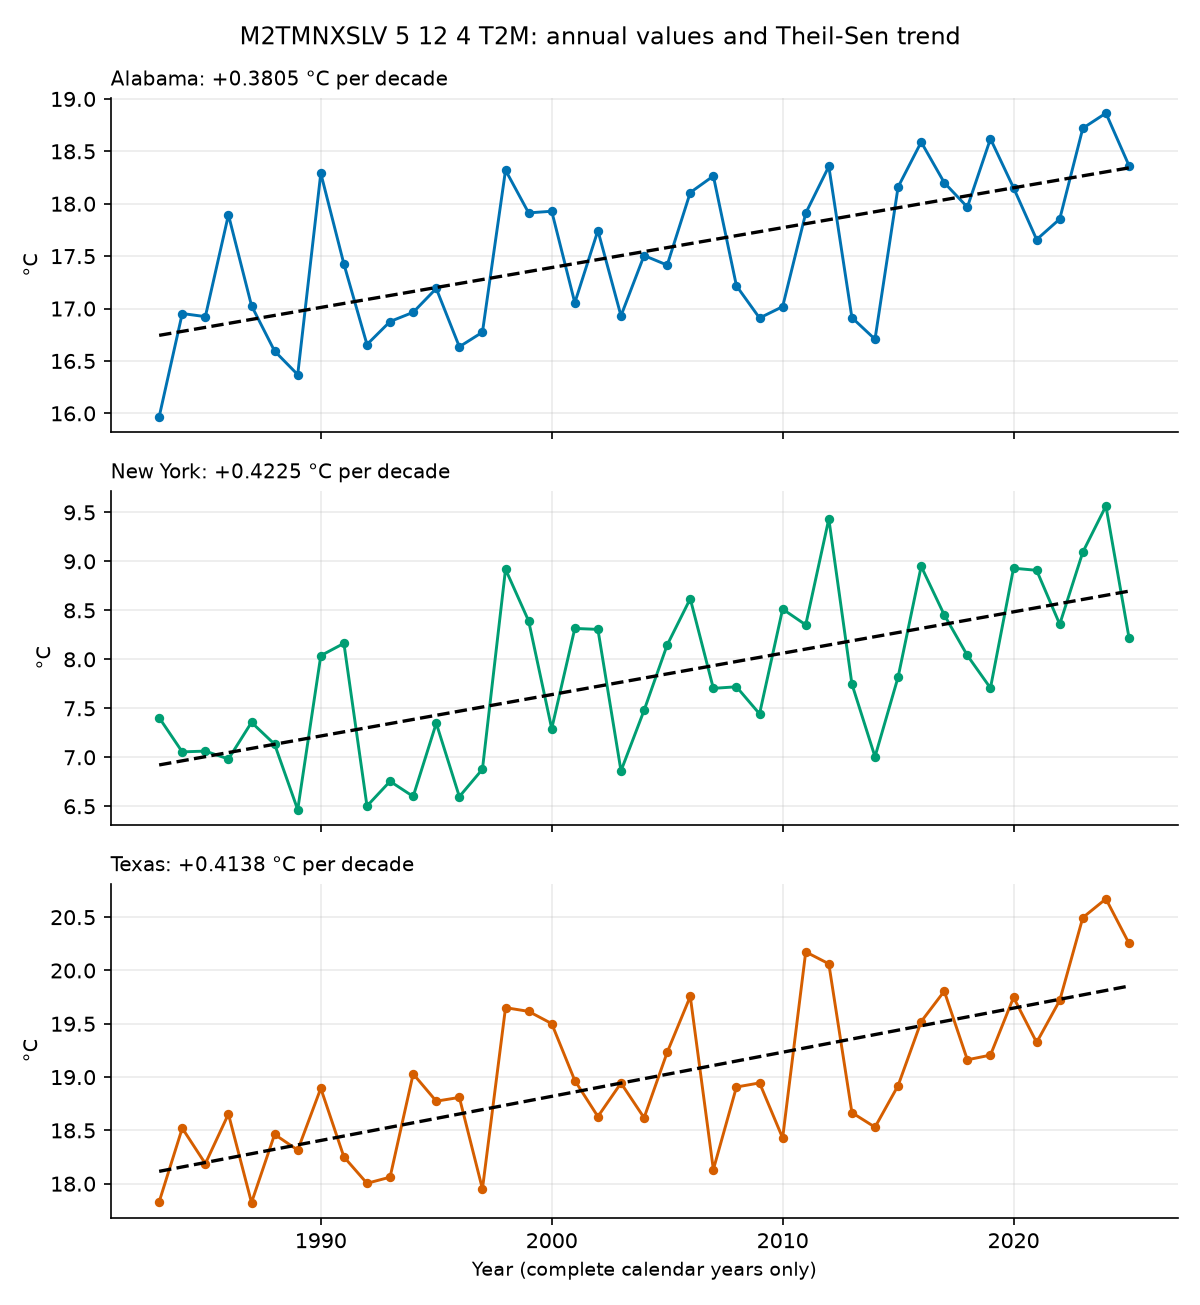 M2TMNXSLV 5 12 4 T2M: annual values and Theil-Sen trend
Alabama: +0.3805 °C per decade
19.0
18.5
18.0
17.5
17.0
16.5
16.0
°C
New York: +0.4225 °C per decade
9.5
9.0
8.5
8.0
7.5
7.0
6.5
°C
Texas: +0.4138 °C per decade
20.5
20.0
19.5
19.0
18.5
18.0
°C
1990 2000 2010 2020
Year (complete calendar years only)